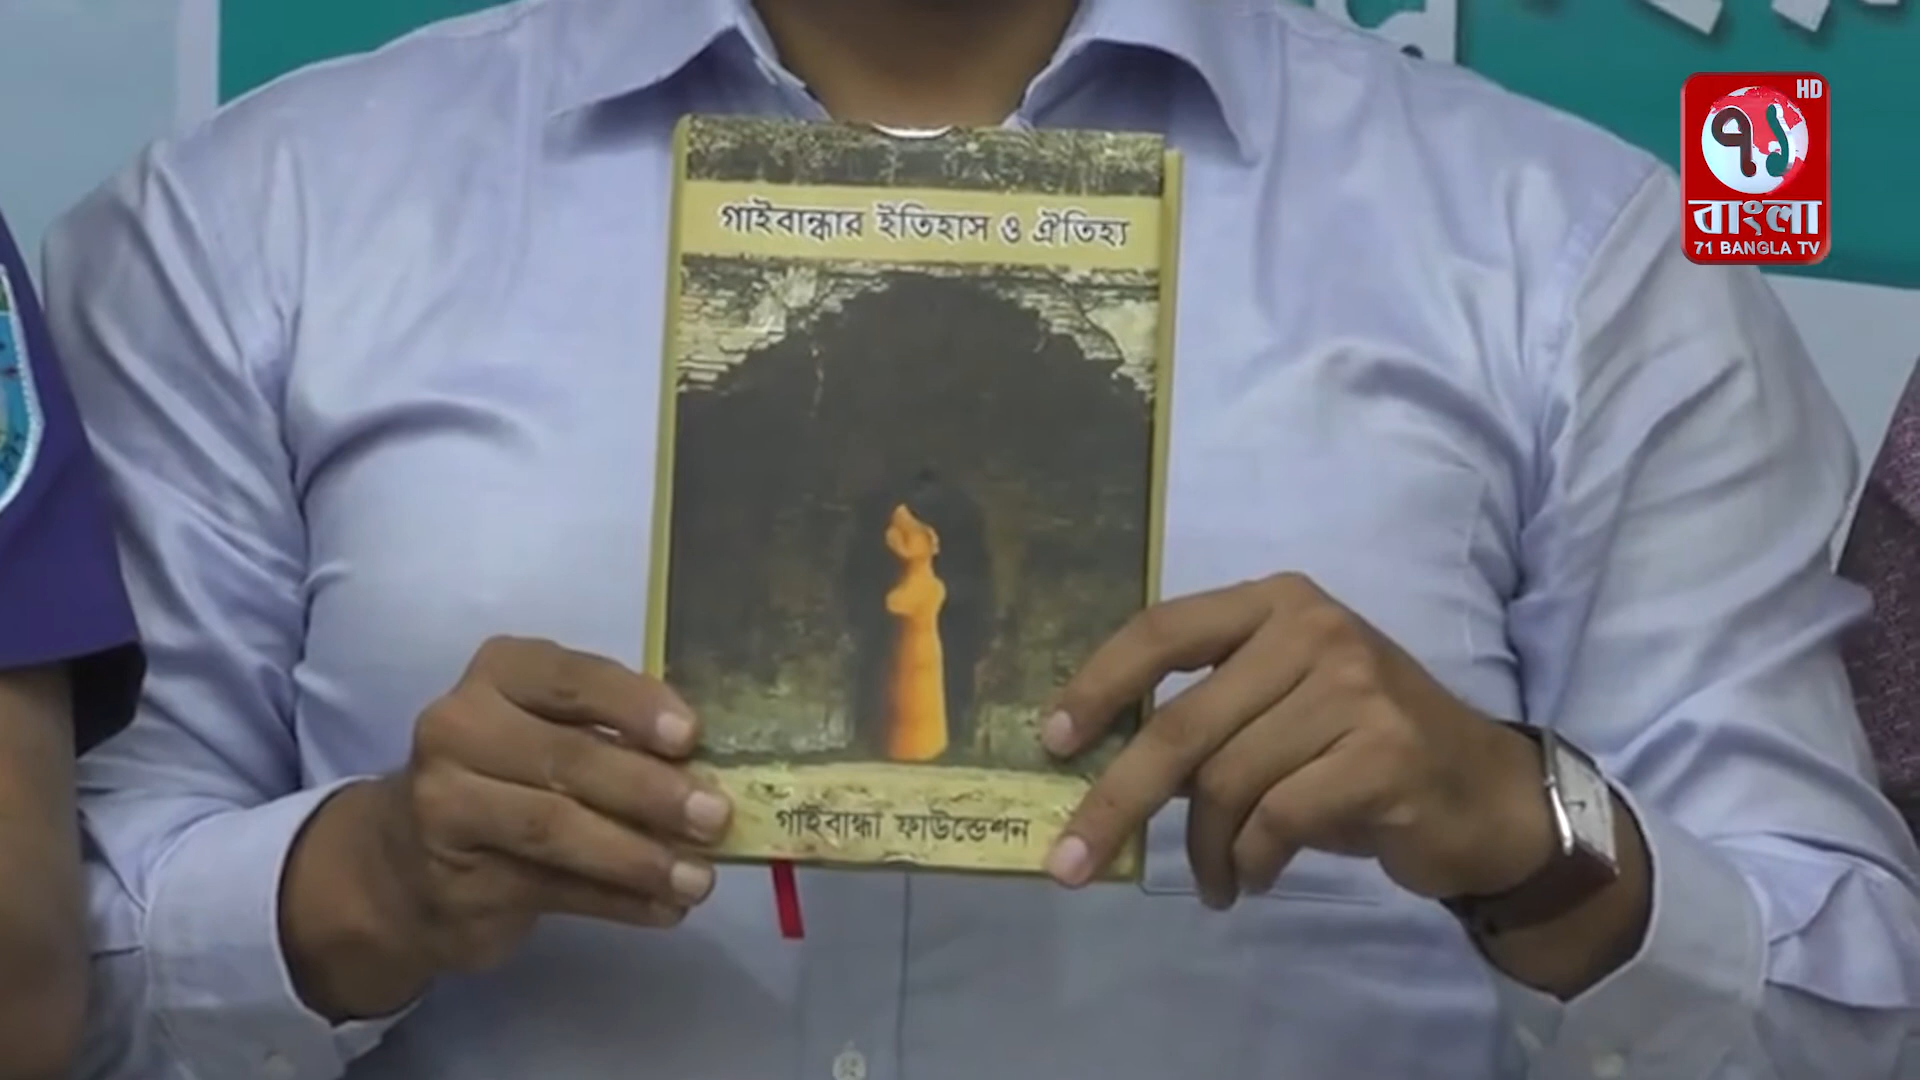 HD
৭১
বাংলা
71 BANGLA TV
গাইবান্ধার ইতিহাস ও ঐতিহ্য
গাইবান্ধা ফাউন্ডেশন